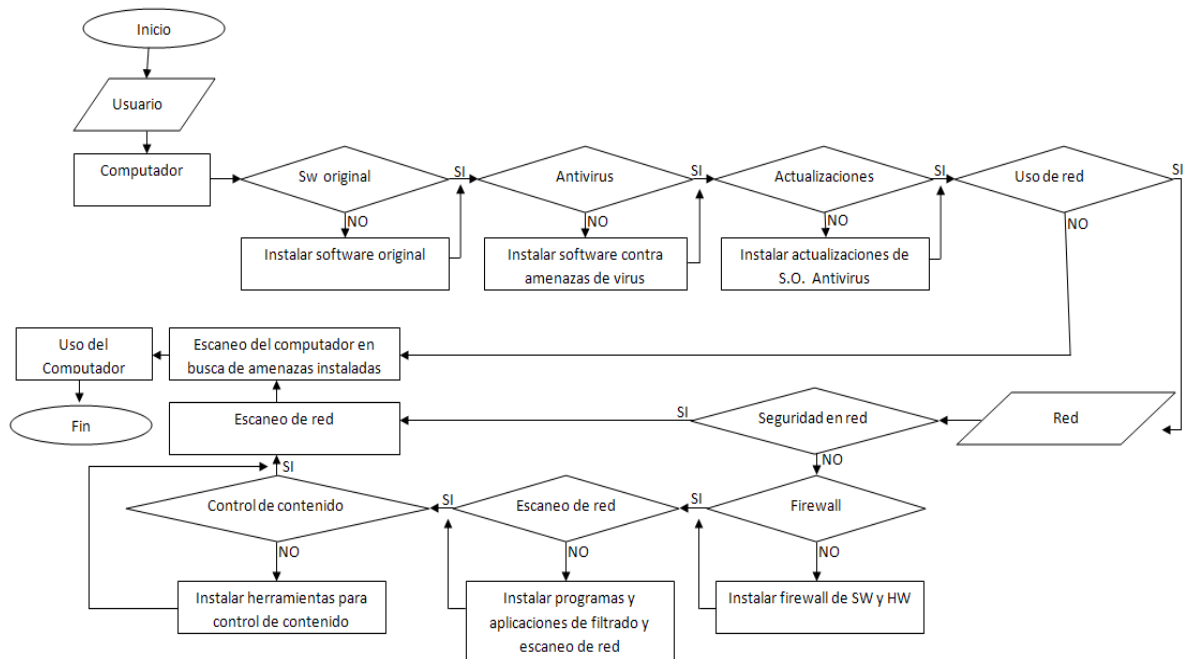 Inicio
Usuario
Computador
Sw original
SI
Antivirus
SI
Actualizaciones
SI
Uso de red
SI
NO
NO
NO
NO
Instalar software original
Instalar software contra
amenazas de virus
Instalar actualizaciones de
S.O. Antivirus
Uso del
Computador
Escaneo del computador en
busca de amenazas instaladas
Fin
Escaneo de red
SI
Seguridad en red
Red
NO
SI
Control de contenido
SI
Escaneo de red
SI
Firewall
NO
NO
NO
Instalar herramientas para
control de contenido
Instalar programas y
aplicaciones de filtrado y
escaneo de red
Instalar firewall de SW y HW